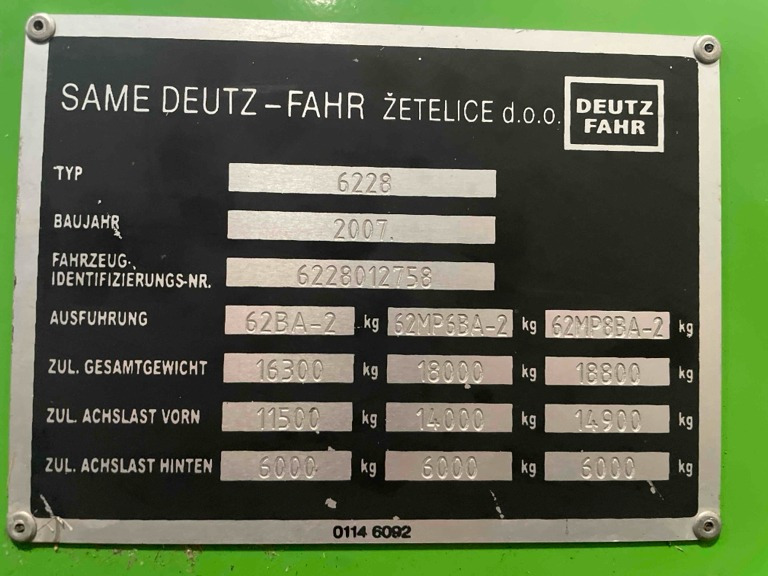 SAME DEUTZ-FAHR ŽETELICE d.o.o.
DEUTZ
FAHR
TYP 6228
BAUJAHR 2007.
FAHRZEUG-
IDENTIFIZIERUNGS-NR. 6228012758
AUSFUHRUNG 62BA-2 kg 62MP6BA-2 kg 62MP8BA-2 kg
ZUL. GESAMTGEWICHT 16300 kg 18000 kg 18800 kg
ZUL. ACHSLAST VORN 11500 kg 14000 kg 14900 kg
ZUL. ACHSLAST HINTEN 6000 kg 6000 kg 6000 kg
0114 6092